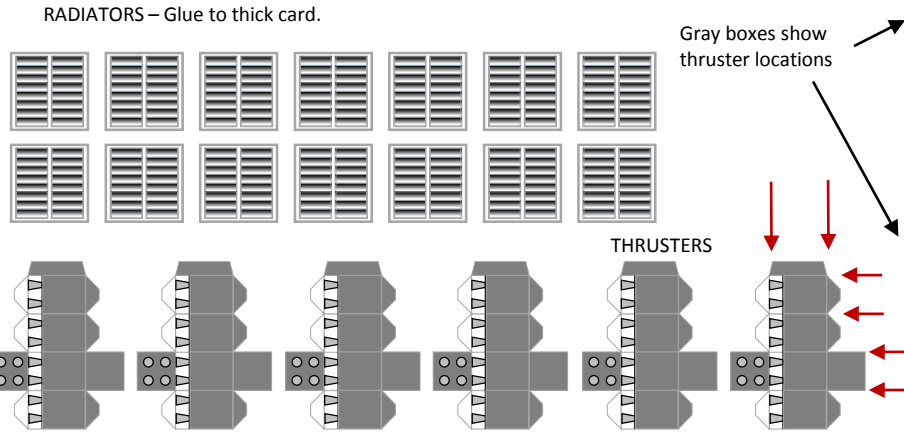 RADIATORS – Glue to thick card.
Gray boxes show
thruster locations
THRUSTERS